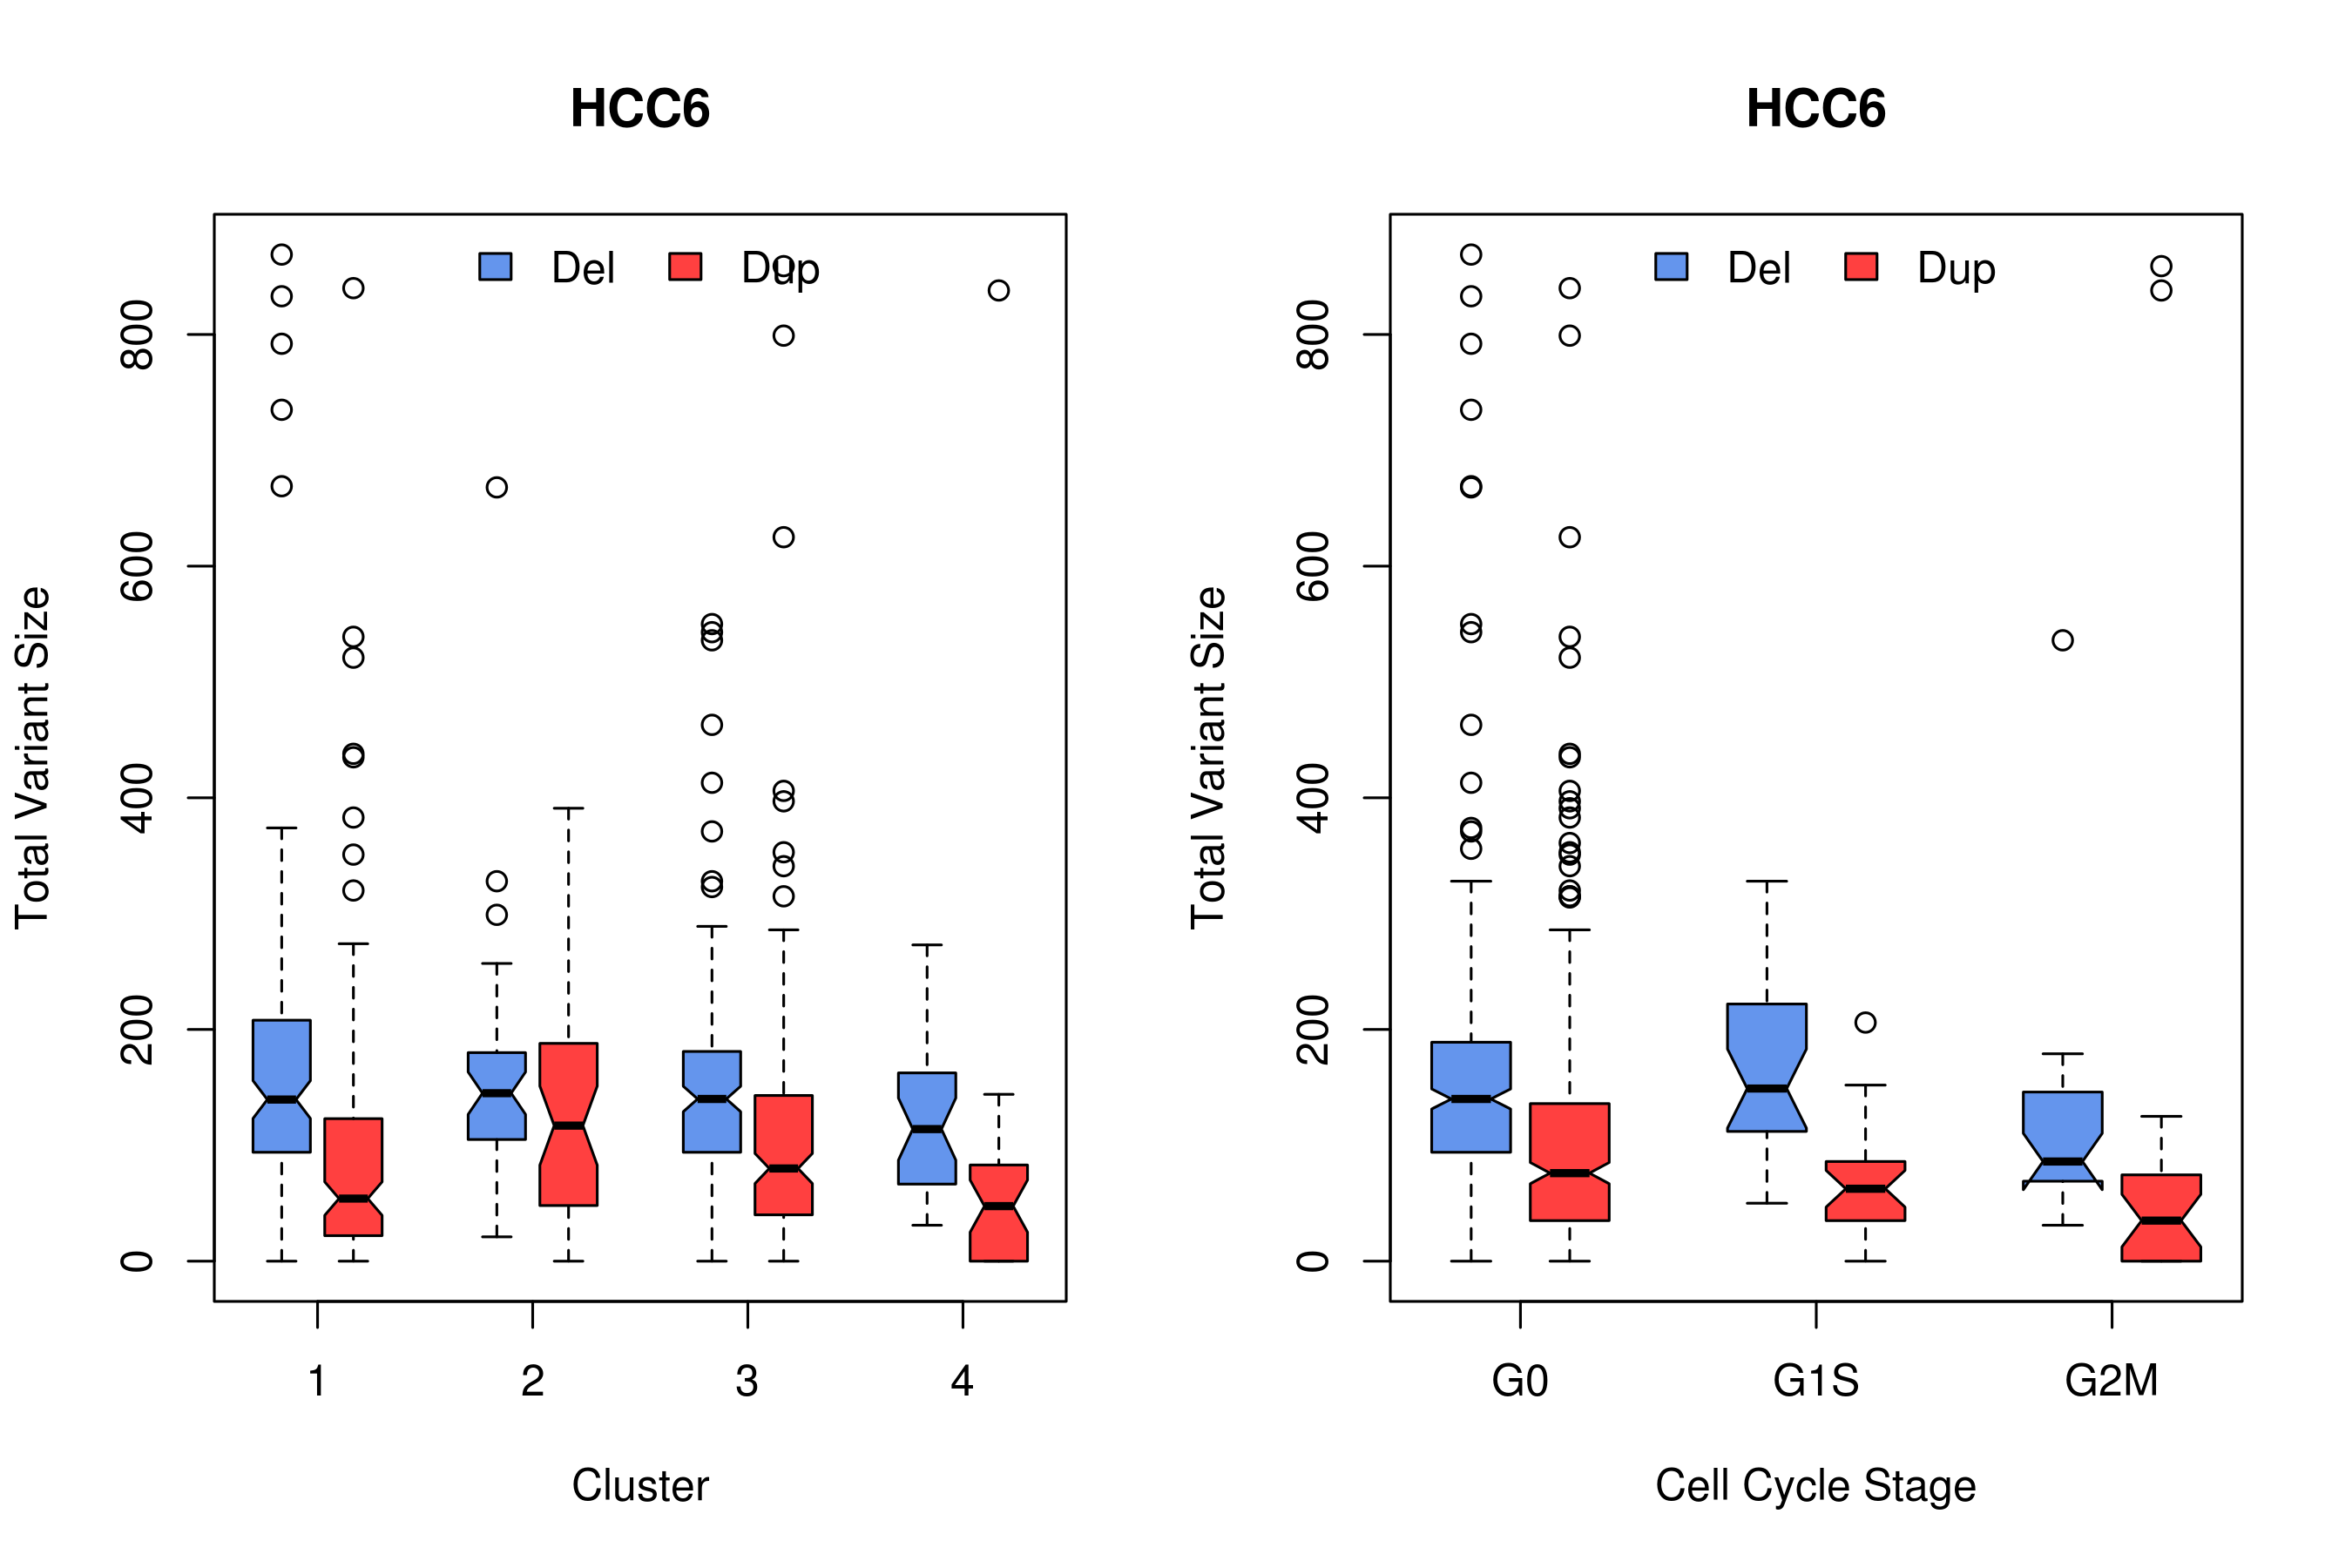 HCC6
Del Dup
Total Variant Size
800
600
400
200
0
1 2 3 4
Cluster
HCC6
Del Dup
Total Variant Size
800
600
400
200
0
G0 G1S G2M
Cell Cycle Stage